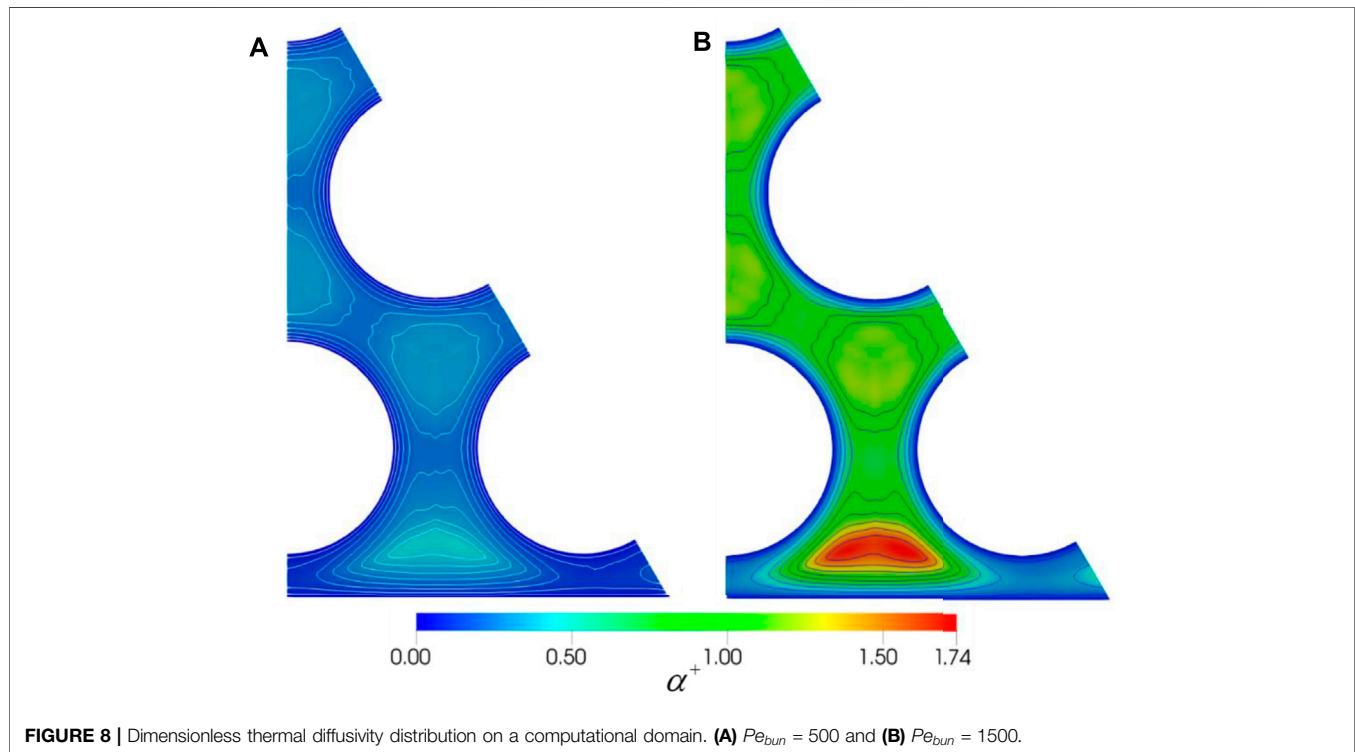 A
B
0.00 0.50 1.00 1.50 1.74
α+
FIGURE 8 | Dimensionless thermal diffusivity distribution on a computational domain. (A) Pebun = 500 and (B) Pebun = 1500.